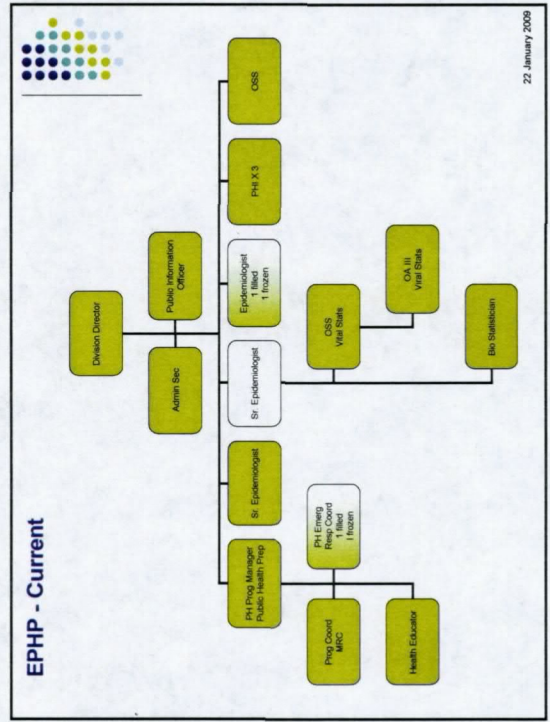 EPHP - Current
Division Director
Admin Sec
Public Information
Officer
PH Prog Manager
Public Health Prep
Sr. Epidemiologist
Sr. Epidemiologist
Epidemiologist
1 filled
1 frozen
PHI X 3
OSS
Prog Coord
MRC
PH Emerg
Resp Coord
1 filled
I frozen
Health Educator
OSS
Vital Stats
OA III
Viral Stats
Bio Statistician
22 January 2009